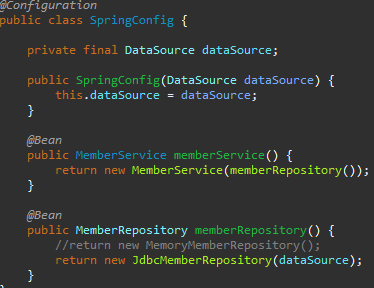 @Configuration
public class SpringConfig {
private final DataSource dataSource;
public SpringConfig(DataSource dataSource) {
this.dataSource = dataSource;
}
@Bean
public MemberService memberService() {
return new MemberService(memberRepository());
}
@Bean
public MemberRepository memberRepository() {
//return new MemoryMemberRepository();
return new JdbcMemberRepository(dataSource);
}
}